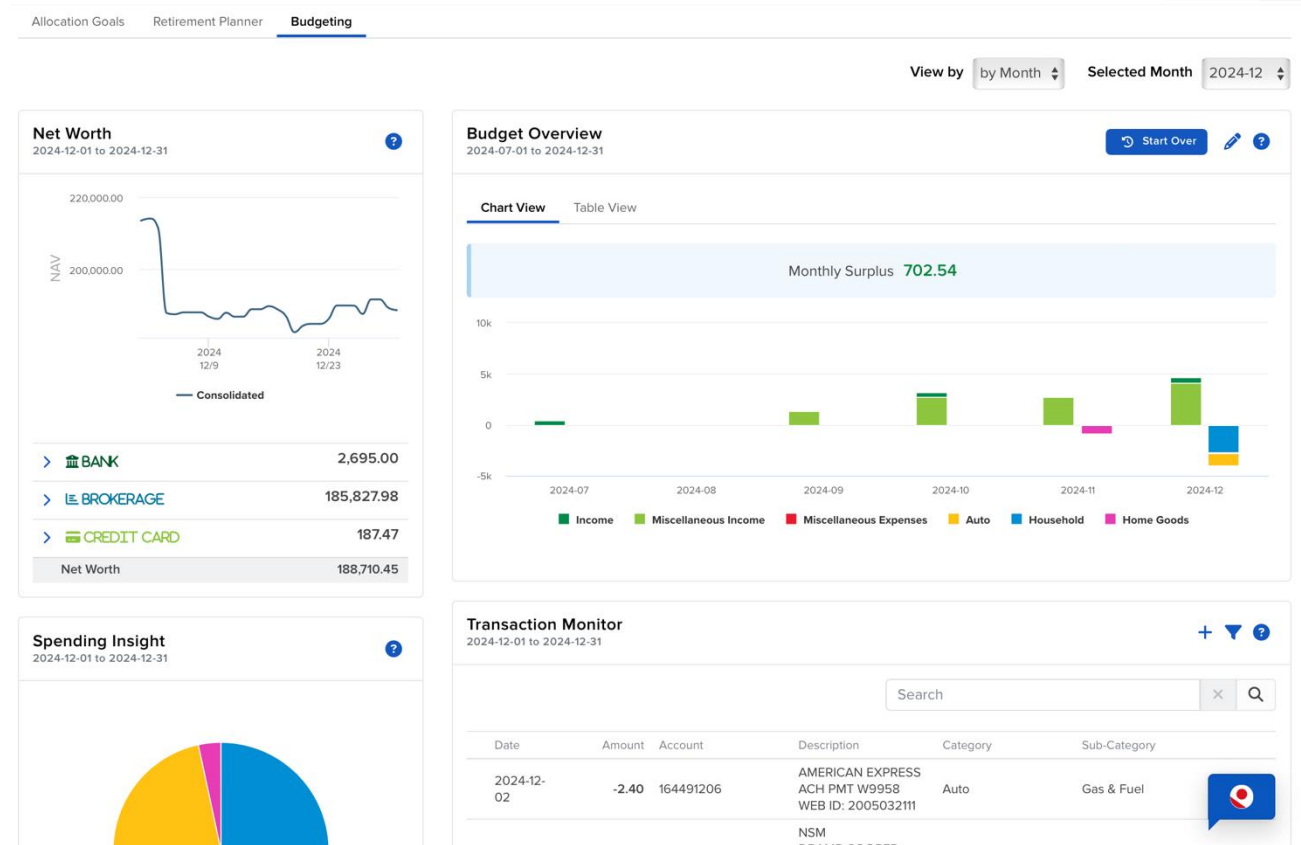 Allocation Goals Retirement Planner Budgeting
View by by Month Selected Month 2024-12
Net Worth
2024-12-01 to 2024-12-31
?
220,000.00
NAV
200,000.00
2024 2024
12/9 12/23
Consolidated
BANK 2,695.00
BROKERAGE 185,827.98
CREDIT CARD 187.47
Net Worth 188,710.45
Budget Overview
2024-07-01 to 2024-12-31
Start Over ?
Chart View Table View
Monthly Surplus 702.54
10k
5k
0
-5k
2024-07 2024-08 2024-09 2024-10 2024-11 2024-12
Income Miscellaneous Income Miscellaneous Expenses Auto Household Home Goods
Spending Insight
2024-12-01 to 2024-12-31
?
Transaction Monitor
2024-12-01 to 2024-12-31
+ ?
Search ×
Date Amount Account Description Category Sub-Category
2024-12-
02 -2.40 164491206 AMERICAN EXPRESS
ACH PMT W9958 Auto Gas & Fuel
WEB ID: 2005032111
NSM